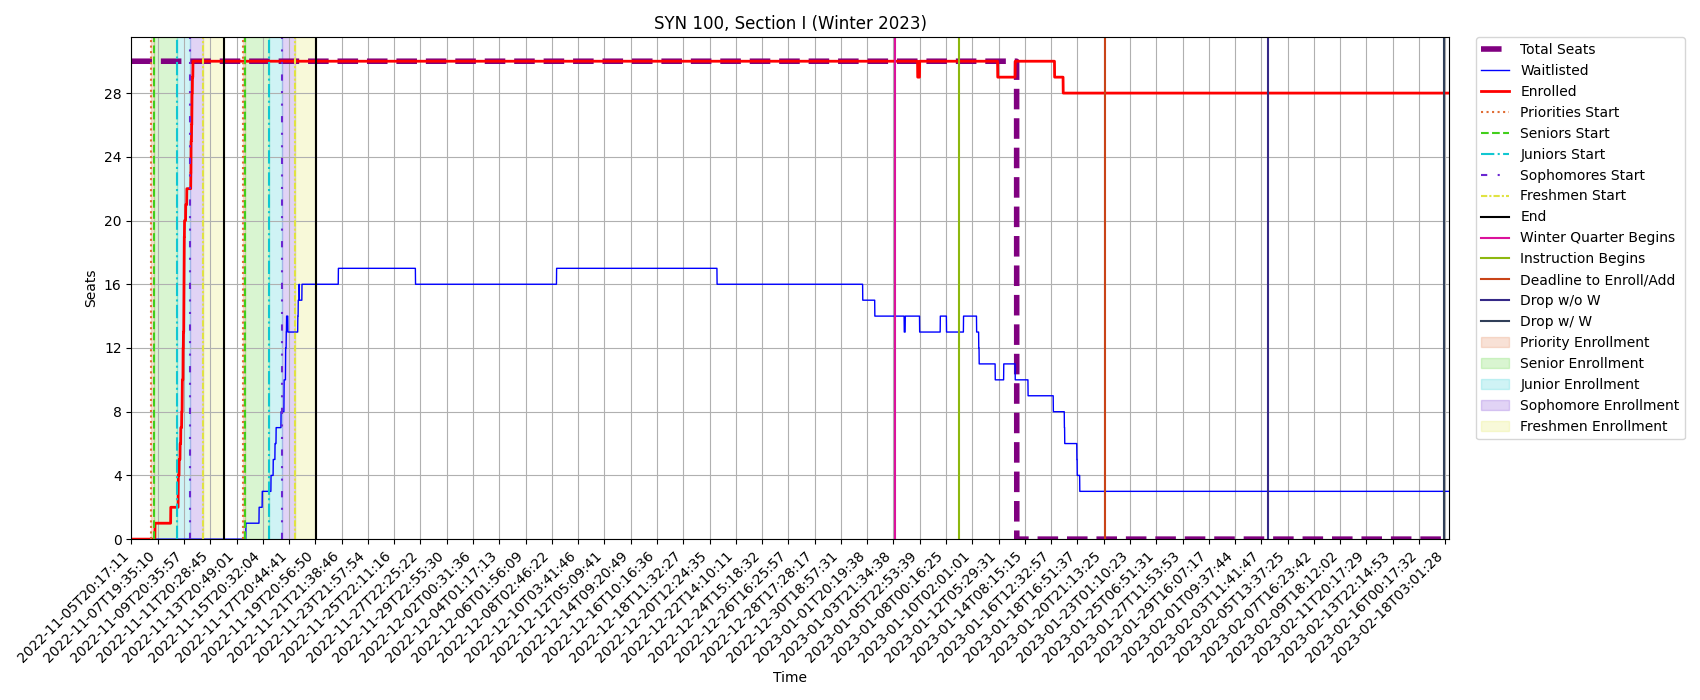 SYN 100, Section I (Winter 2023)
Seats
28
24
20
16
12
8
4
0
2022-11-05T20:17:11
2022-11-07T19:35:10
2022-11-09T20:35:57
2022-11-11T20:28:45
2022-11-13T20:49:01
2022-11-15T20:32:04
2022-11-17T20:44:41
2022-11-19T20:56:50
2022-11-21T21:38:46
2022-11-23T21:57:54
2022-11-25T22:11:16
2022-11-27T22:25:22
2022-11-29T22:55:30
2022-12-02T00:31:36
2022-12-04T01:17:13
2022-12-06T01:56:09
2022-12-08T02:46:22
2022-12-10T03:41:46
2022-12-12T05:09:41
2022-12-14T09:20:49
2022-12-16T10:16:36
2022-12-18T11:32:27
2022-12-20T12:24:35
2022-12-22T14:10:11
2022-12-24T15:18:32
2022-12-26T16:25:57
2022-12-28T17:28:17
2022-12-30T18:57:31
2023-01-01T20:19:38
2023-01-03T21:34:38
2023-01-05T22:53:39
2023-01-08T00:16:25
2023-01-10T02:01:01
2023-01-12T05:29:31
2023-01-14T08:15:15
2023-01-16T12:32:57
2023-01-18T16:51:37
2023-01-20T21:13:25
2023-01-23T01:10:23
2023-01-25T06:51:31
2023-01-27T11:53:53
2023-01-29T16:07:17
2023-02-01T09:37:44
2023-02-03T11:41:47
2023-02-05T13:37:25
2023-02-07T16:23:42
2023-02-09T18:12:02
2023-02-11T20:17:29
2023-02-13T22:14:53
2023-02-16T00:17:32
2023-02-18T03:01:28
Time
Total Seats
Waitlisted
Enrolled
Priorities Start
Seniors Start
Juniors Start
Sophomores Start
Freshmen Start
End
Winter Quarter Begins
Instruction Begins
Deadline to Enroll/Add
Drop w/o W
Drop w/ W
Priority Enrollment
Senior Enrollment
Junior Enrollment
Sophomore Enrollment
Freshmen Enrollment